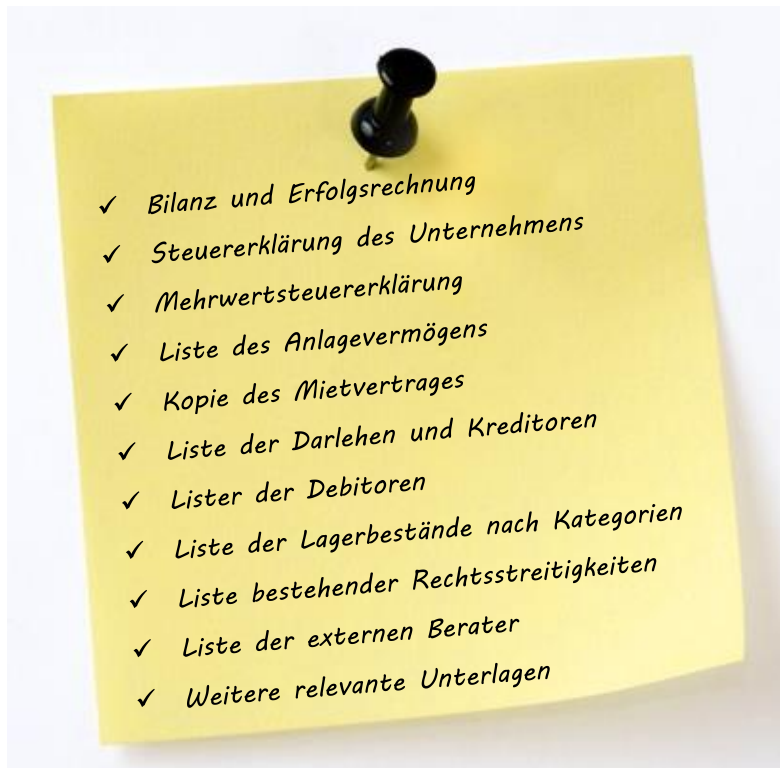 ✓ Bilanz und Erfolgsrechnung
✓ Steuererklärung des Unternehmens
✓ Mehrwertsteuererklärung
✓ Liste des Anlagevermögens
✓ Kopie des Mietvertrages
✓ Liste der Darlehen und Kreditoren
✓ Lister der Debitoren
✓ Liste der Lagerbestände nach Kategorien
✓ Liste bestehender Rechtsstreitigkeiten
✓ Liste der externen Berater
✓ Weitere relevante Unterlagen